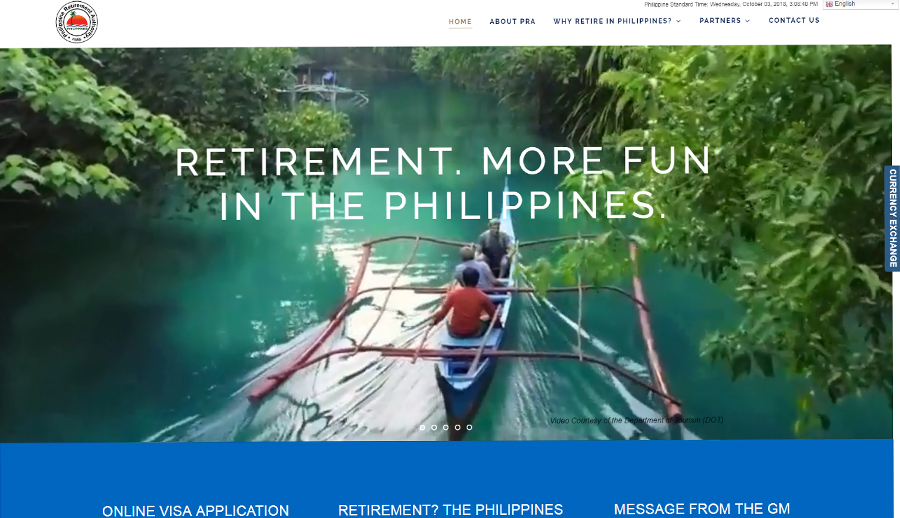 Philippine Standard Time: Wednesday, October 03, 2018, 3:05:40 PM
English
HOME
ABOUT PRA
WHY RETIRE IN PHILIPPINES?
PARTNERS
CONTACT US
RETIREMENT. MORE FUN
IN THE PHILIPPINES.
CURRENCY EXCHANGE
Video Courtesy of the Department of Tourism (DOT)
ONLINE VISA APPLICATION
RETIREMENT? THE PHILIPPINES
MESSAGE FROM THE GM